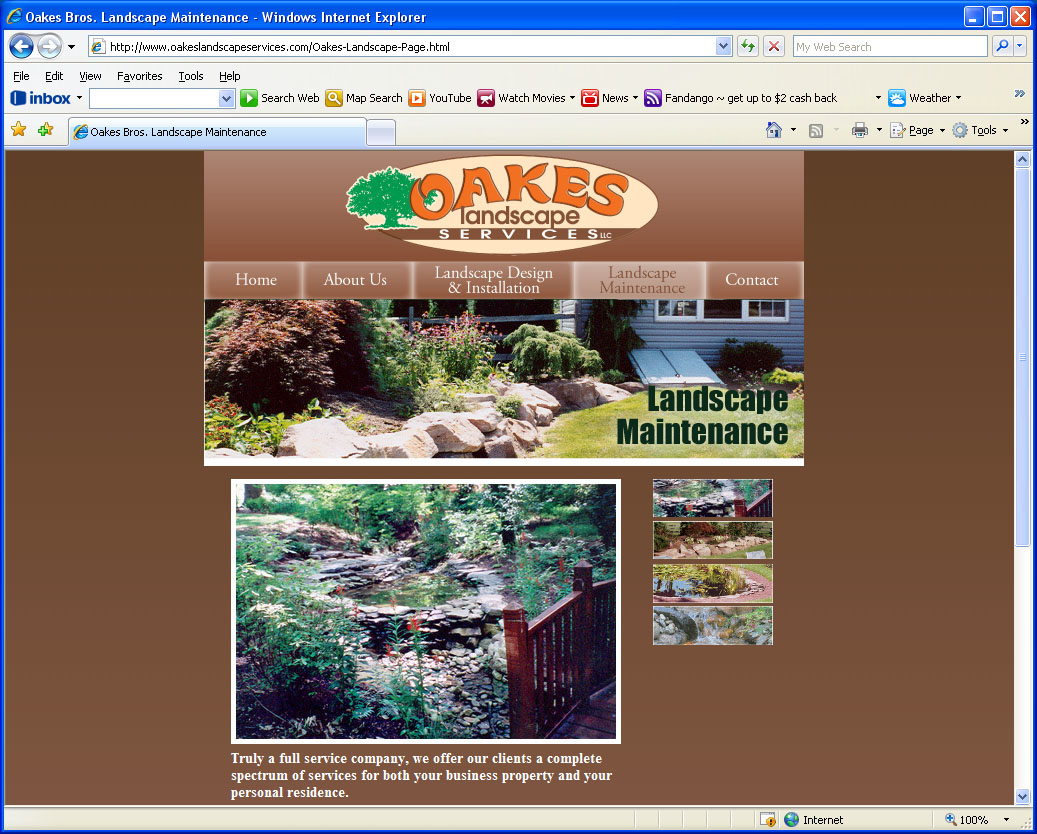 Oakes Bros. Landscape Maintenance - Windows Internet Explorer
http://www.oakeslandscapeservices.com/Oakes-Landscape-Page.html
My Web Search
File Edit View Favorites Tools Help
inbox Search Web Map Search YouTube Watch Movies News Fandango ~ get up to $2 cash back Weather »
Oakes Bros. Landscape Maintenance
Page Tools »
OAKES
landscape
SERVICES LLC
Home About Us Landscape Design & Installation Landscape Maintenance Contact
Landscape
Maintenance
Truly a full service company, we offer our clients a complete
spectrum of services for both your business property and your
personal residence.
Internet 100%